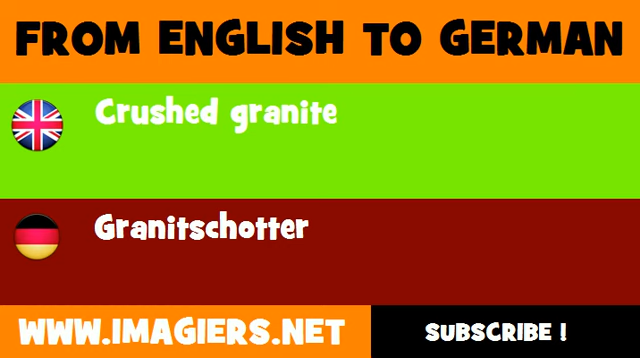 FROM ENGLISH TO GERMAN
Crushed granite
Granitschotter
WWW.IMAGIERS.NET
SUBSCRIBE !